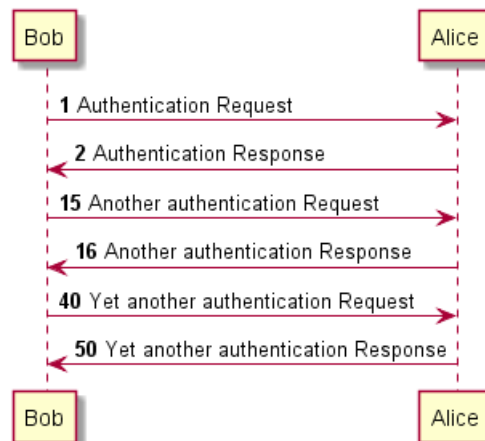 Bob Alice
1 Authentication Request
2 Authentication Response
15 Another authentication Request
16 Another authentication Response
40 Yet another authentication Request
50 Yet another authentication Response
Bob Alice